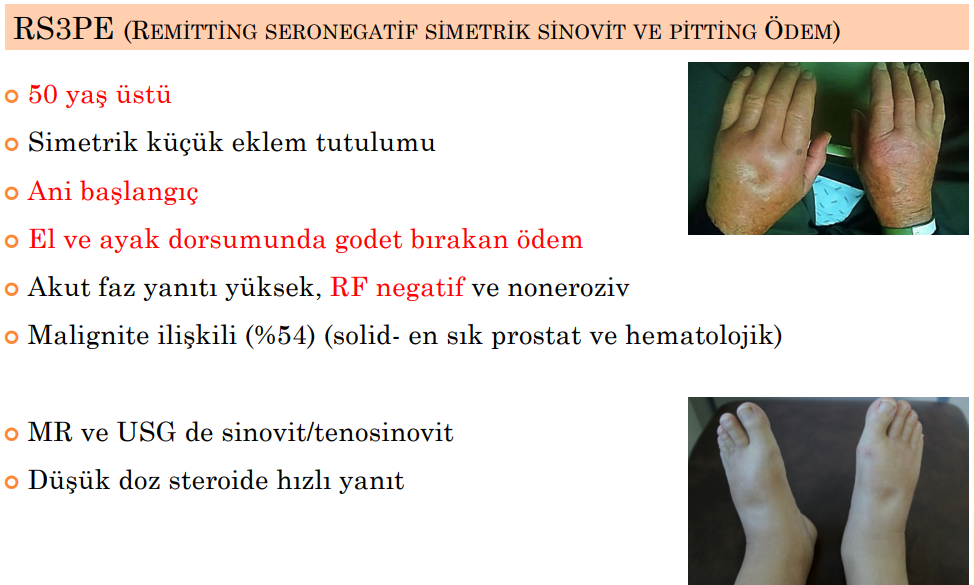 RS3PE (REMİTTİNG SERONEGATİF SİMETRİK SİNOVİT VE PİTTİNG ÖDEM)
50 yaş üstü
Simetrik küçük eklem tutulumu
Ani başlangıç
El ve ayak dorsumunda godet bırakan ödem
Akut faz yanıtı yüksek, RF negatif ve noneroziv
Malignite ilişkili (%54) (solid- en sık prostat ve hematolojik)
MR ve USG de sinovit/tenosinovit
Düşük doz steroide hızlı yanıt